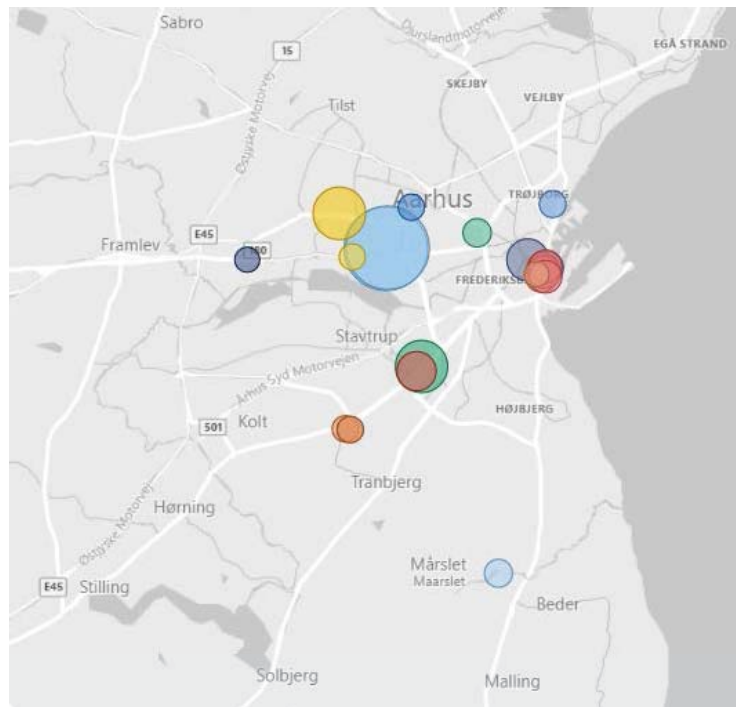 Sabro
Djurslandmotorvejen
EGÅ STRAND
15
SKEJBY
VEJLBY
Østjyske Motorvej
Tilst
Aarhus
TRØJBORG
E45
Framlev
FREDERIKSB
Stavtrup
Århus Syd Motorvejen
HØJBJERG
501
Kolt
Tranbjerg
Hørning
Østjyske Motorvej
Mårslet
Maarslet
E45
Stilling
Beder
Solbjerg
Malling